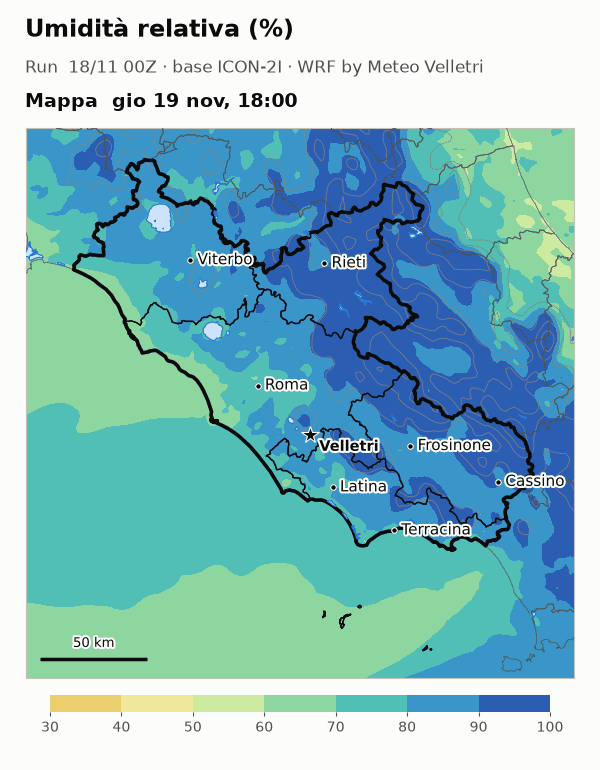 Umidità relativa (%)
Run  18/11 00Z · base ICON-2I · WRF by Meteo Velletri
Mappa  gio 19 nov, 18:00
Viterbo
Rieti
Roma
Velletri
Frosinone
Latina
Cassino
Terracina
50 km
30 40 50 60 70 80 90 100